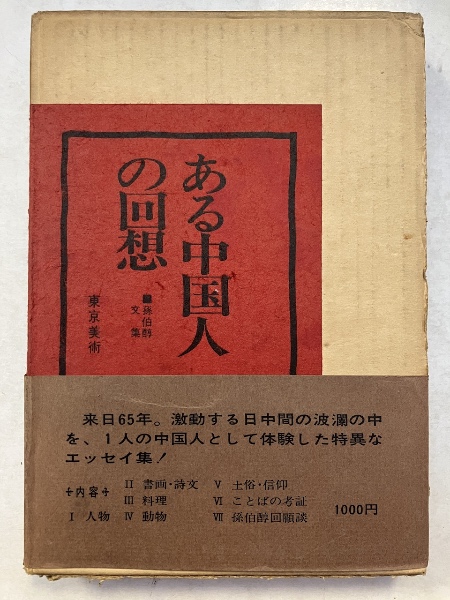 ある中国人
の回想
■孫伯醇
文集
東京美術
来日65年。激動する日中間の波瀾の中
を、1人の中国人として体験した特異な
エッセイ集!
+内容+
I 人物
II 書画・詩文
III 料理
IV 動物
V 土俗・信仰
VI ことばの考証
VII 孫伯醇回顧談
1000円